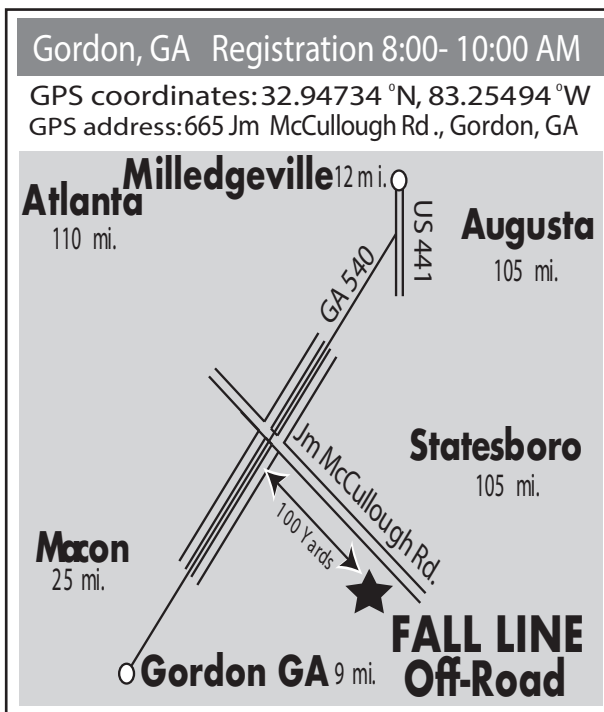 Gordon, GA Registration 8:00- 10:00 AM
GPS coordinates: 32.94734 °N, 83.25494 °W
GPS address: 665 Jm McCullough Rd., Gordon, GA
Milledgeville 12 mi.
Atlanta
110 mi.
US 441
Augusta
105 mi.
GA 540
Jm McCullough Rd.
Statesboro
105 mi.
100 Yards
Macon
25 mi.
FALL LINE
Off-Road
Gordon GA 9 mi.